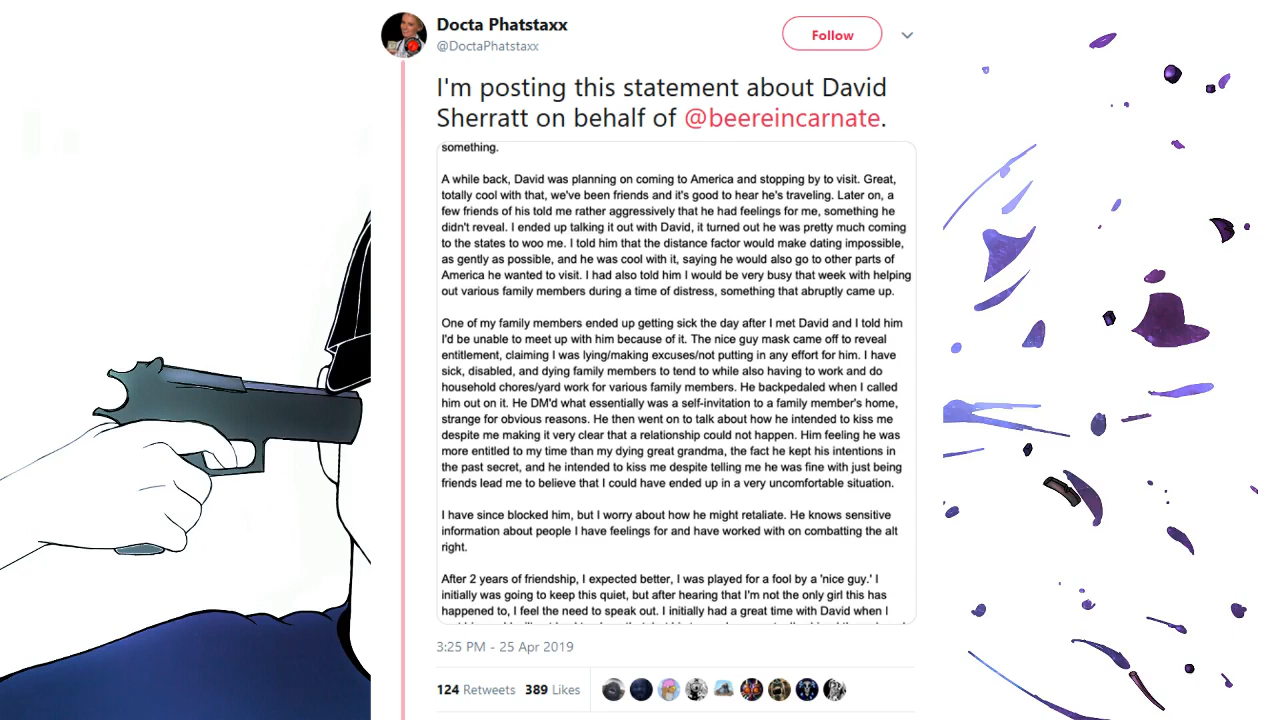 Docta Phatstaxx
@DoctaPhatstaxx
Follow
I'm posting this statement about David
Sherratt on behalf of @beereincarnate.
something.
A while back, David was planning on coming to America and stopping by to visit. Great,
totally cool with that, we've been friends and it's good to hear he's traveling. Later on, a
few friends of his told me rather aggressively that he had feelings for me, something he
didn't reveal. I ended up talking it out with David, it turned out he was pretty much coming
to the states to woo me. I told him that the distance factor would make dating impossible,
as gently as possible, and he was cool with it, saying he would also go to other parts of
America he wanted to visit. I had also told him I would be very busy that week with helping
out various family members during a time of distress, something that abruptly came up.
One of my family members ended up getting sick the day after I met David and I told him
I'd be unable to meet up with him because of it. The nice guy mask came off to reveal
entitlement, claiming I was lying/making excuses/not putting in any effort for him. I have
sick, disabled, and dying family members to tend to while also having to work and do
household chores/yard work for various family members. He backpedaled when I called
him out on it. He DM'd what essentially was a self-invitation to a family member's home,
strange for obvious reasons. He then went on to talk about how he intended to kiss me
despite me making it very clear that a relationship could not happen. Him feeling he was
more entitled to my time than my dying great grandma, the fact he kept his intentions in
the past secret, and he intended to kiss me despite telling me he was fine with just being
friends lead me to believe that I could have ended up in a very uncomfortable situation.
I have since blocked him, but I worry about how he might retaliate. He knows sensitive
information about people I have feelings for and have worked with on combatting the alt
right.
After 2 years of friendship, I expected better, I was played for a fool by a 'nice guy.' I
initially was going to keep this quiet, but after hearing that I'm not the only girl this has
happened to, I feel the need to speak out. I initially had a great time with David when I
3:25 PM - 25 Apr 2019
124 Retweets 389 Likes